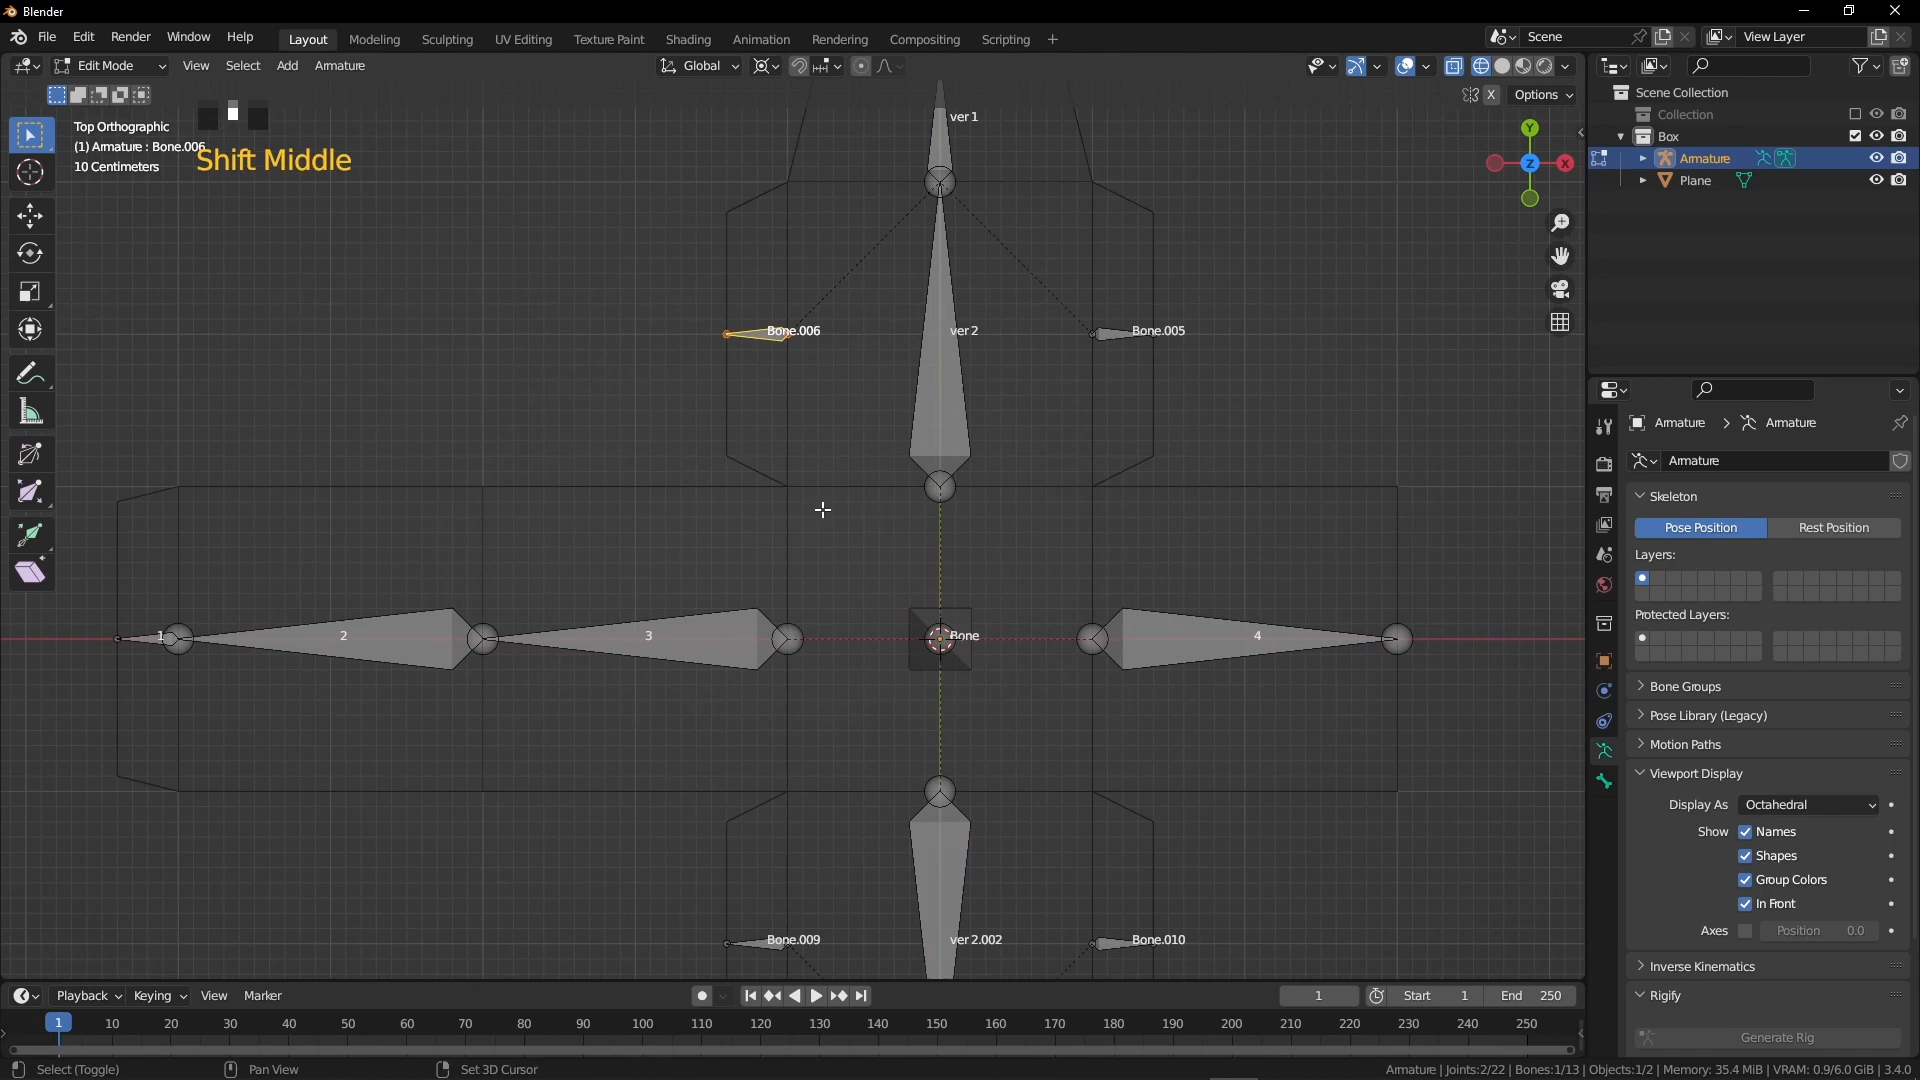 Blender
File Edit Render Window Help
Layout Modeling Sculpting UV Editing Texture Paint Shading Animation Rendering Compositing Scripting +
Scene
View Layer
Edit Mode View Select Add Armature
Global
Options
X
Top Orthographic
(1) Armature : Bone.006
10 Centimeters
Shift Middle
Y
Z
X
ver 1
Bone.006
ver 2
Bone.005
1
2
3
Bone
4
Bone.009
ver 2.002
Bone.010
Scene Collection
Collection
Box
Armature
Plane
Armature > Armature
Armature
Skeleton
Pose Position Rest Position
Layers:
Protected Layers:
Bone Groups
Pose Library (Legacy)
Motion Paths
Viewport Display
Display As Octahedral
Show Names
Shapes
Group Colors
In Front
Axes Position 0.0
Inverse Kinematics
Rigify
Generate Rig
Playback Keying View Marker
1 Start 1 End 250
1 10 20 30 40 50 60 70 80 90 100 110 120 130 140 150 160 170 180 190 200 210 220 230 240 250
Select (Toggle) Pan View Set 3D Cursor
Armature | Joints:2/22 | Bones:1/13 | Objects:1/2 | Memory: 35.4 MiB | VRAM: 0.9/6.0 GiB | 3.4.0